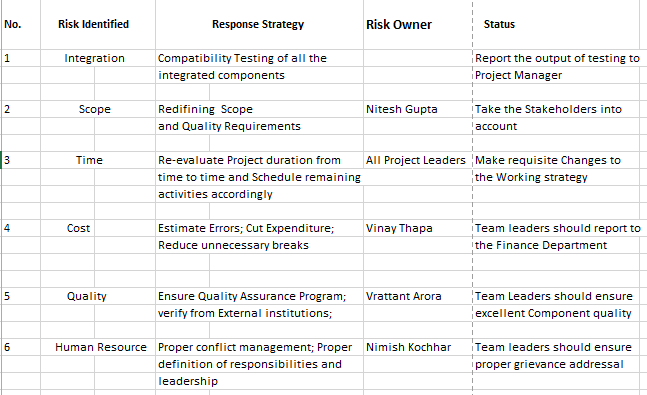 No. Risk Identified Response Strategy Risk Owner Status
1 Integration Compatibility Testing of all the Report the output of testing to
integrated components Project Manager
2 Scope Redifining Scope Nitesh Gupta Take the Stakeholders into
and Quality Requirements account
3 Time Re-evaluate Project duration from All Project Leaders Make requisite Changes to
time to time and Schedule remaining the Working strategy
activities accordingly
4 Cost Estimate Errors; Cut Expenditure; Vinay Thapa Team leaders should report to
Reduce unnecessary breaks the Finance Department
5 Quality Ensure Quality Assurance Program; Vrattant Arora Team Leaders should ensure
verify from External institutions; excellent Component quality
6 Human Resource Proper conflict management; Proper Nimish Kochhar Team leaders should ensure
definition of responsibilities and proper grievance addressal
leadership